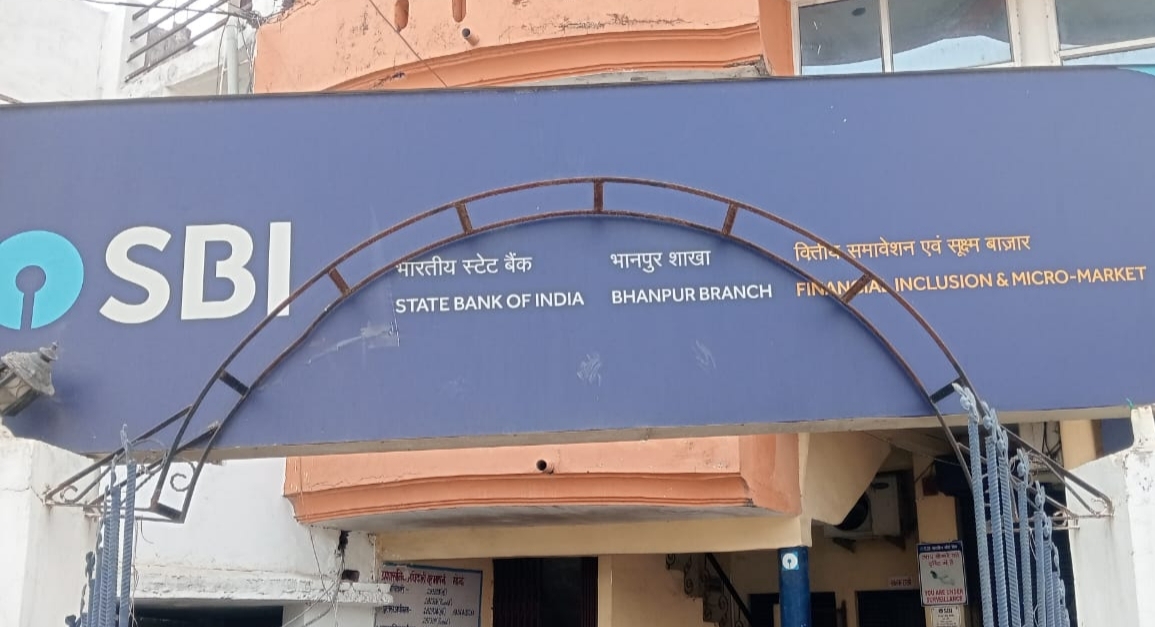 SBI
भारतीय स्टेट बैंक
STATE BANK OF INDIA
भानपुर शाखा
BHANPUR BRANCH
वित्तीय समावेशन एवं सूक्ष्म बाज़ार
FINANCIAL INCLUSION & MICRO-MARKET
YOU ARE UNDER
SURVEILLANCE